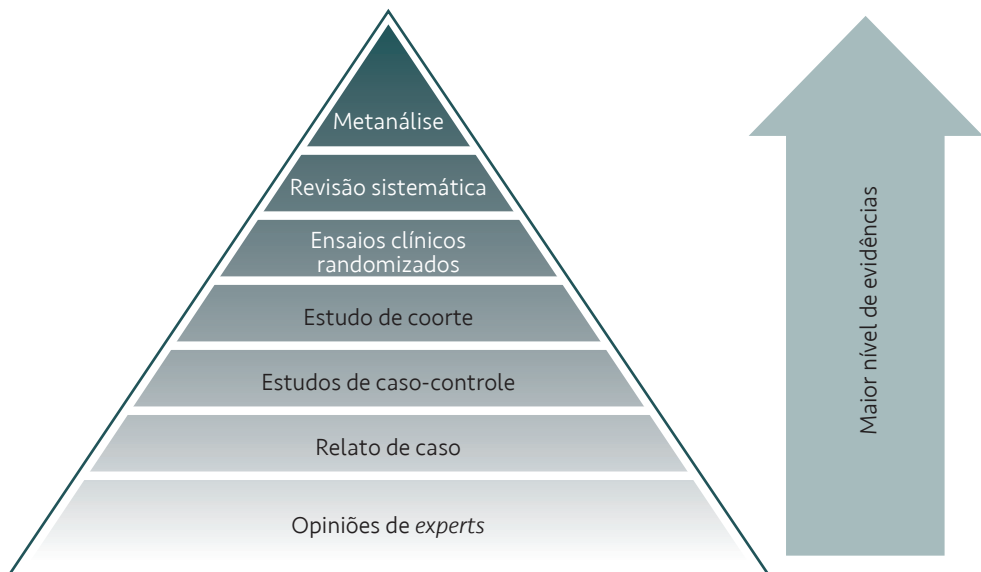 Metanálise
Revisão sistemática
Ensaios clínicos
randomizados
Estudo de coorte
Estudos de caso-controle
Relato de caso
Opiniões de experts
Maior nível de evidências